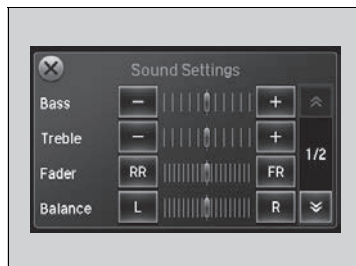 Sound Settings
Bass − +
Treble − +
1/2
Fader RR FR
Balance L R